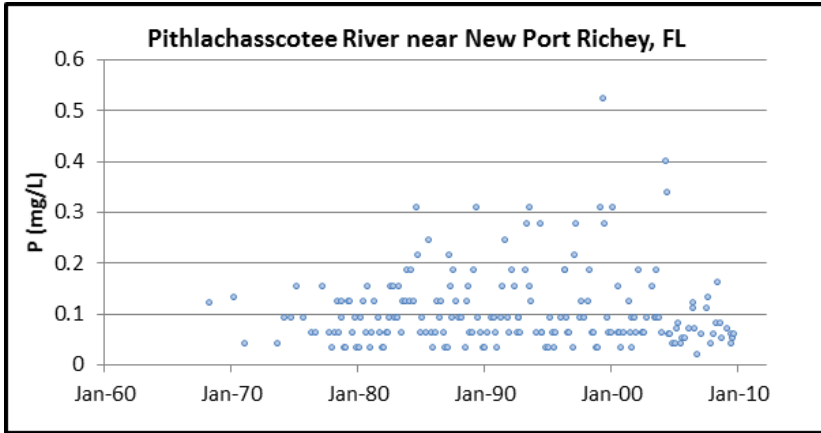 Pithlachasscotee River near New Port Richey, FL
0.6
0.5
0.4
0.3
0.2
0.1
0
P (mg/L)
Jan-60 Jan-70 Jan-80 Jan-90 Jan-00 Jan-10